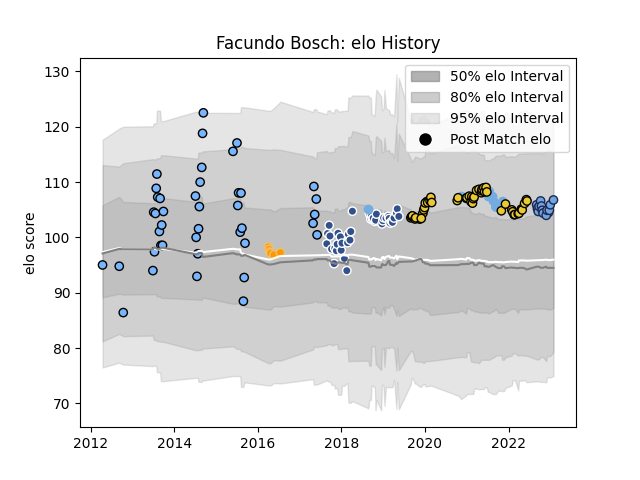 Facundo Bosch: elo History
50% elo Interval
80% elo Interval
95% elo Interval
Post Match elo
elo score
130
120
110
100
90
80
70
2012
2014
2016
2018
2020
2022